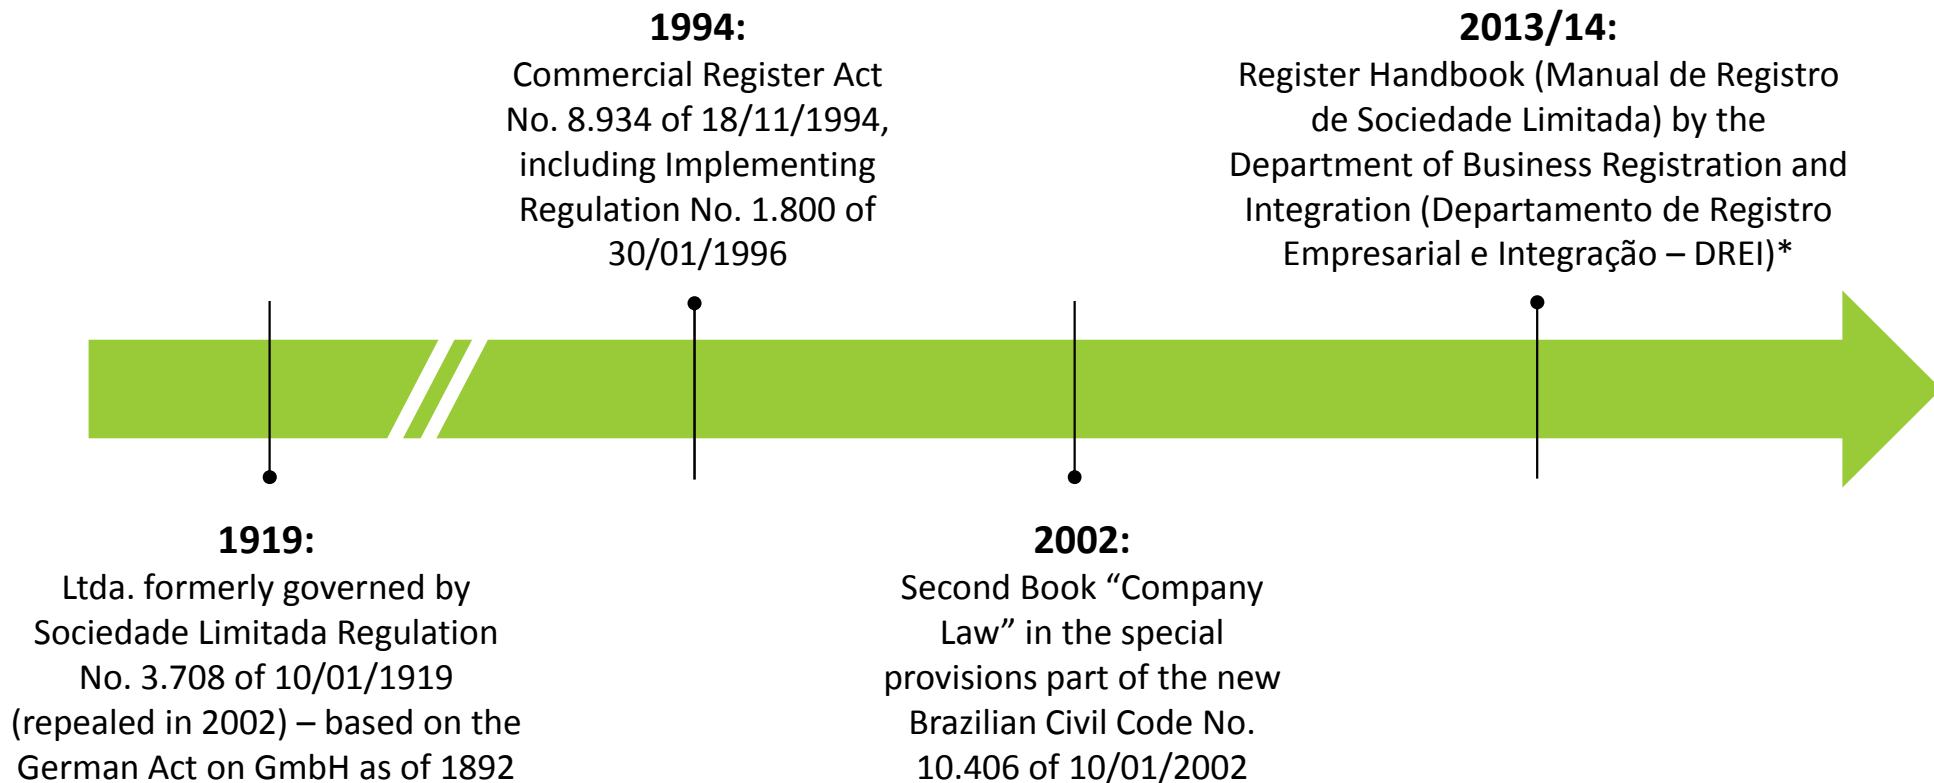 1994:
Commercial Register Act
No. 8.934 of 18/11/1994,
including Implementing
Regulation No. 1.800 of
30/01/1996
2013/14:
Register Handbook (Manual de Registro
de Sociedade Limitada) by the
Department of Business Registration and
Integration (Departamento de Registro
Empresarial e Integração – DREI)*
1919:
Ltda. formerly governed by
Sociedade Limitada Regulation
No. 3.708 of 10/01/1919
(repealed in 2002) – based on the
German Act on GmbH as of 1892
2002:
Second Book “Company
Law” in the special
provisions part of the new
Brazilian Civil Code No.
10.406 of 10/01/2002